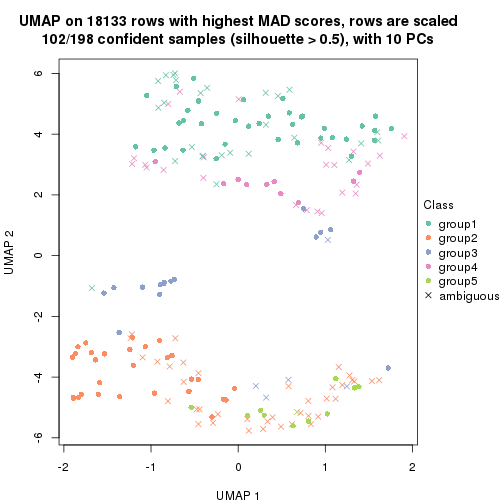 UMAP on 18133 rows with highest MAD scores, rows are scaled
102/198 confident samples (silhouette > 0.5), with 10 PCs
6
4
2
0
-2
-4
-6
UMAP 2
-2
-1
0
1
2
UMAP 1
Class
group1
group2
group3
group4
group5
ambiguous